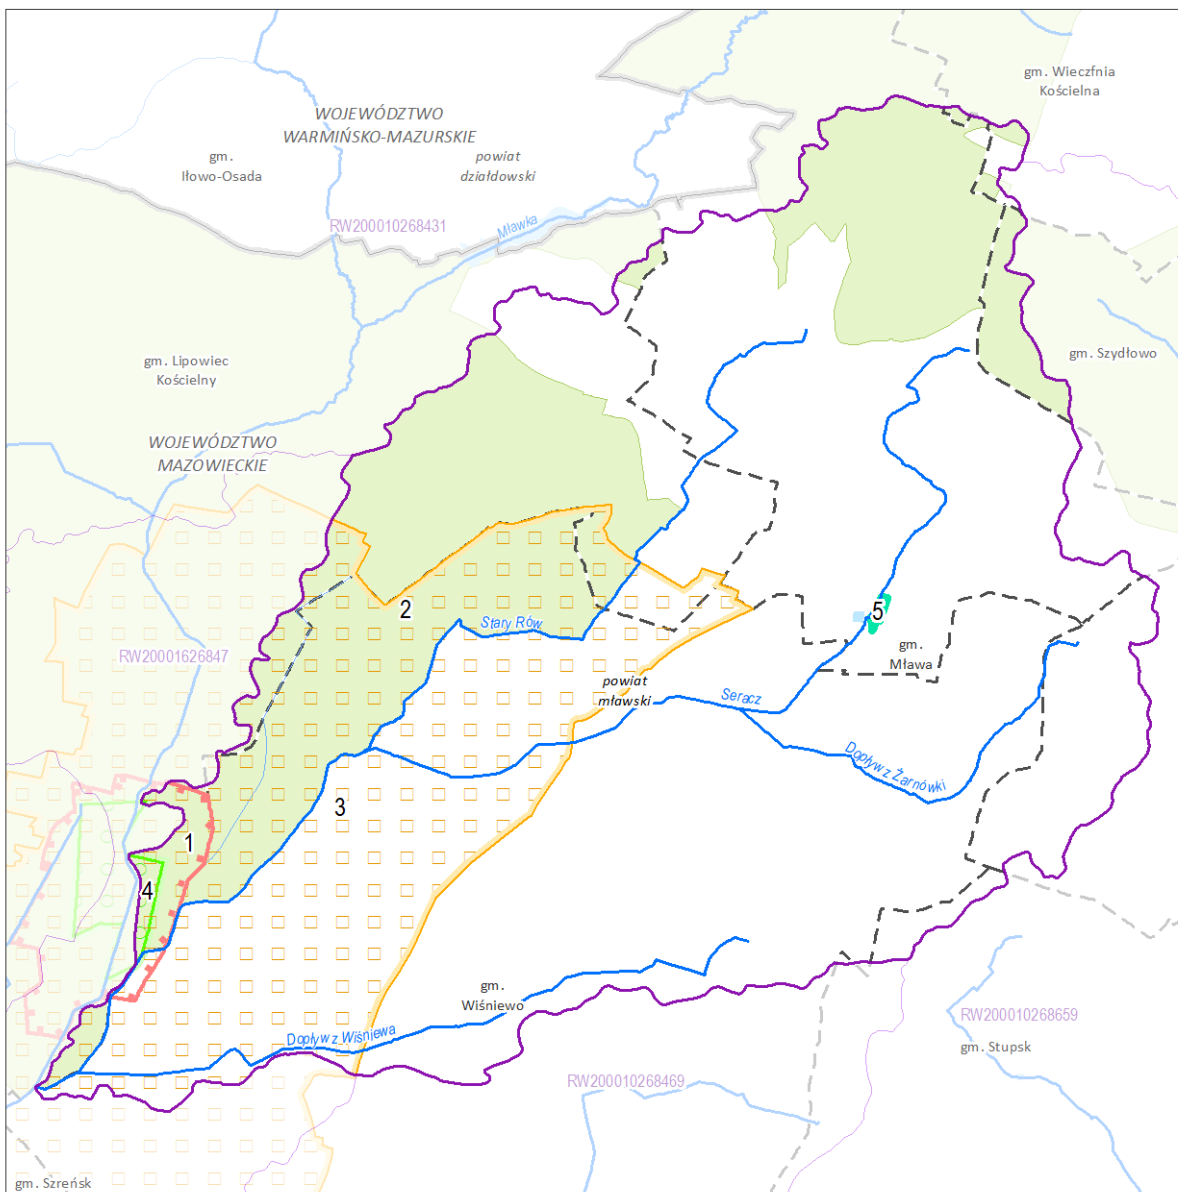 gm. Wieczfnia
Kościelna
WOJEWÓDZTWO
WARMIŃSKO-MAZURSKIE
gm.
Iłowo-Osada
powiat
działdowski
RW200010268431
Mławka
gm. Lipowiec
Kościelny
gm. Szydłowo
WOJEWÓDZTWO
MAZOWIECKIE
2
5
Stary Rów
gm.
Mława
RW20001626847
powiat
mławski
Seracz
Dopływ z Żarnówki
3
1
4
gm.
Wiśniewo
Dopływ z Wiśniewa
RW200010268659
gm. Stupsk
RW200010268469
gm. Szreńsk